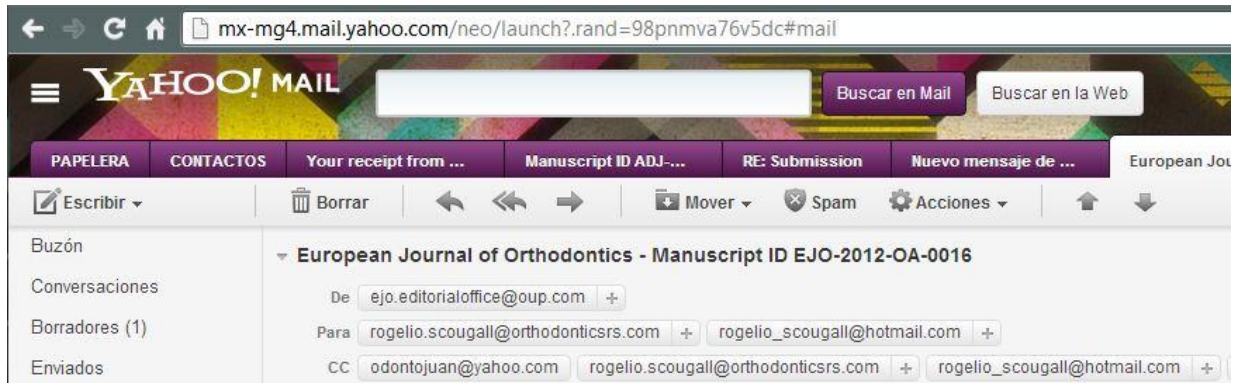 mx-mg4.mail.yahoo.com/neo/launch?.rand=98pnmva76v5dc#mail
YAHOO! MAIL Buscar en Mail Buscar en la Web
PAPELERA CONTACTOS Your receipt from ... Manuscript ID ADJ-... RE: Submission Nuevo mensaje de ... European Jou
Escribir Borrar Mover Spam Acciones
Buzón
European Journal of Orthodontics - Manuscript ID EJO-2012-OA-0016
Conversaciones
De ejo.editorialoffice@oup.com +
Borradores (1)
Para rogelio.scougall@orthodonticsrs.com + rogelio_scougall@hotmail.com +
Enviados
CC odontojuan@yahoo.com rogelio.scougall@orthodonticsrs.com + rogelio_scougall@hotmail.com +